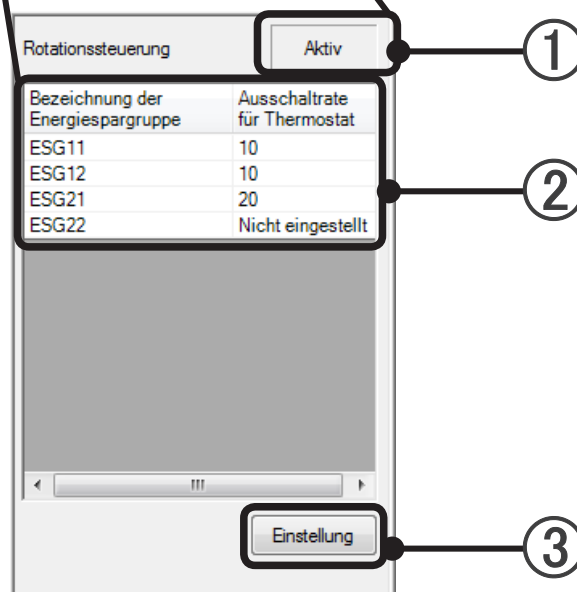 Rotationssteuerung Aktiv ①
Bezeichnung der Energiespargruppe Ausschaltrate für Thermostat
ESG11 10
ESG12 10 ②
ESG21 20
ESG22 Nicht eingestellt
Einstellung ③